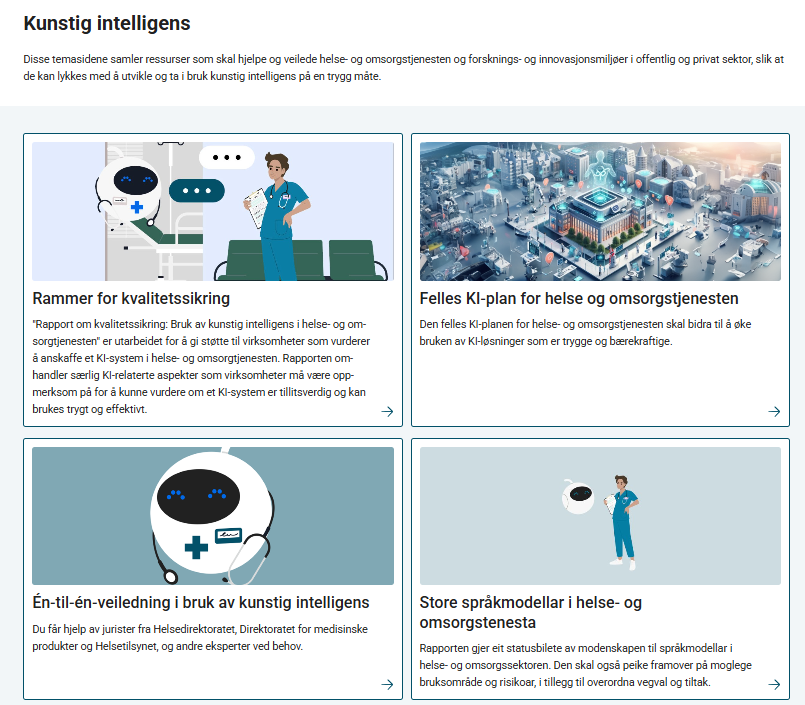 Kunstig intelligens
Disse temasidene samler ressurser som skal hjelpe og veilede helse- og omsorgstjenesten og forsknings- og innovasjonsmiljøer i offentlig og privat sektor, slik at
de kan lykkes med å utvikle og ta i bruk kunstig intelligens på en trygg måte.
Rammer for kvalitetssikring
"Rapport om kvalitetssikring: Bruk av kunstig intelligens i helse- og om-
sorgtjenesten" er utarbeidet for å gi støtte til virksomheter som vurderer
å anskaffe et KI-system i helse- og omsorgtjenesten. Rapporten om-
handler særlig KI-relaterte aspekter som virksomheter må være opp-
merksom på for å kunne vurdere om et KI-system er tillitsverdig og kan
brukes trygt og effektivt.
Felles KI-plan for helse og omsorgstjenesten
Den felles KI-planen for helse- og omsorgstjenesten skal bidra til å øke
bruken av KI-løsninger som er trygge og bærekraftige.
Én-til-én-veiledning i bruk av kunstig intelligens
Du får hjelp av jurister fra Helsedirektoratet, Direktoratet for medisinske
produkter og Helsetilsynet, og andre eksperter ved behov.
Store språkmodellar i helse- og
omsorgstenesta
Rapporten gjer eit statusbilete av modenskapen til språkmodellar i
helse- og omsorgssektoren. Den skal også peike framover på moglege
bruksområde og risikoar, i tillegg til overordna vegval og tiltak.